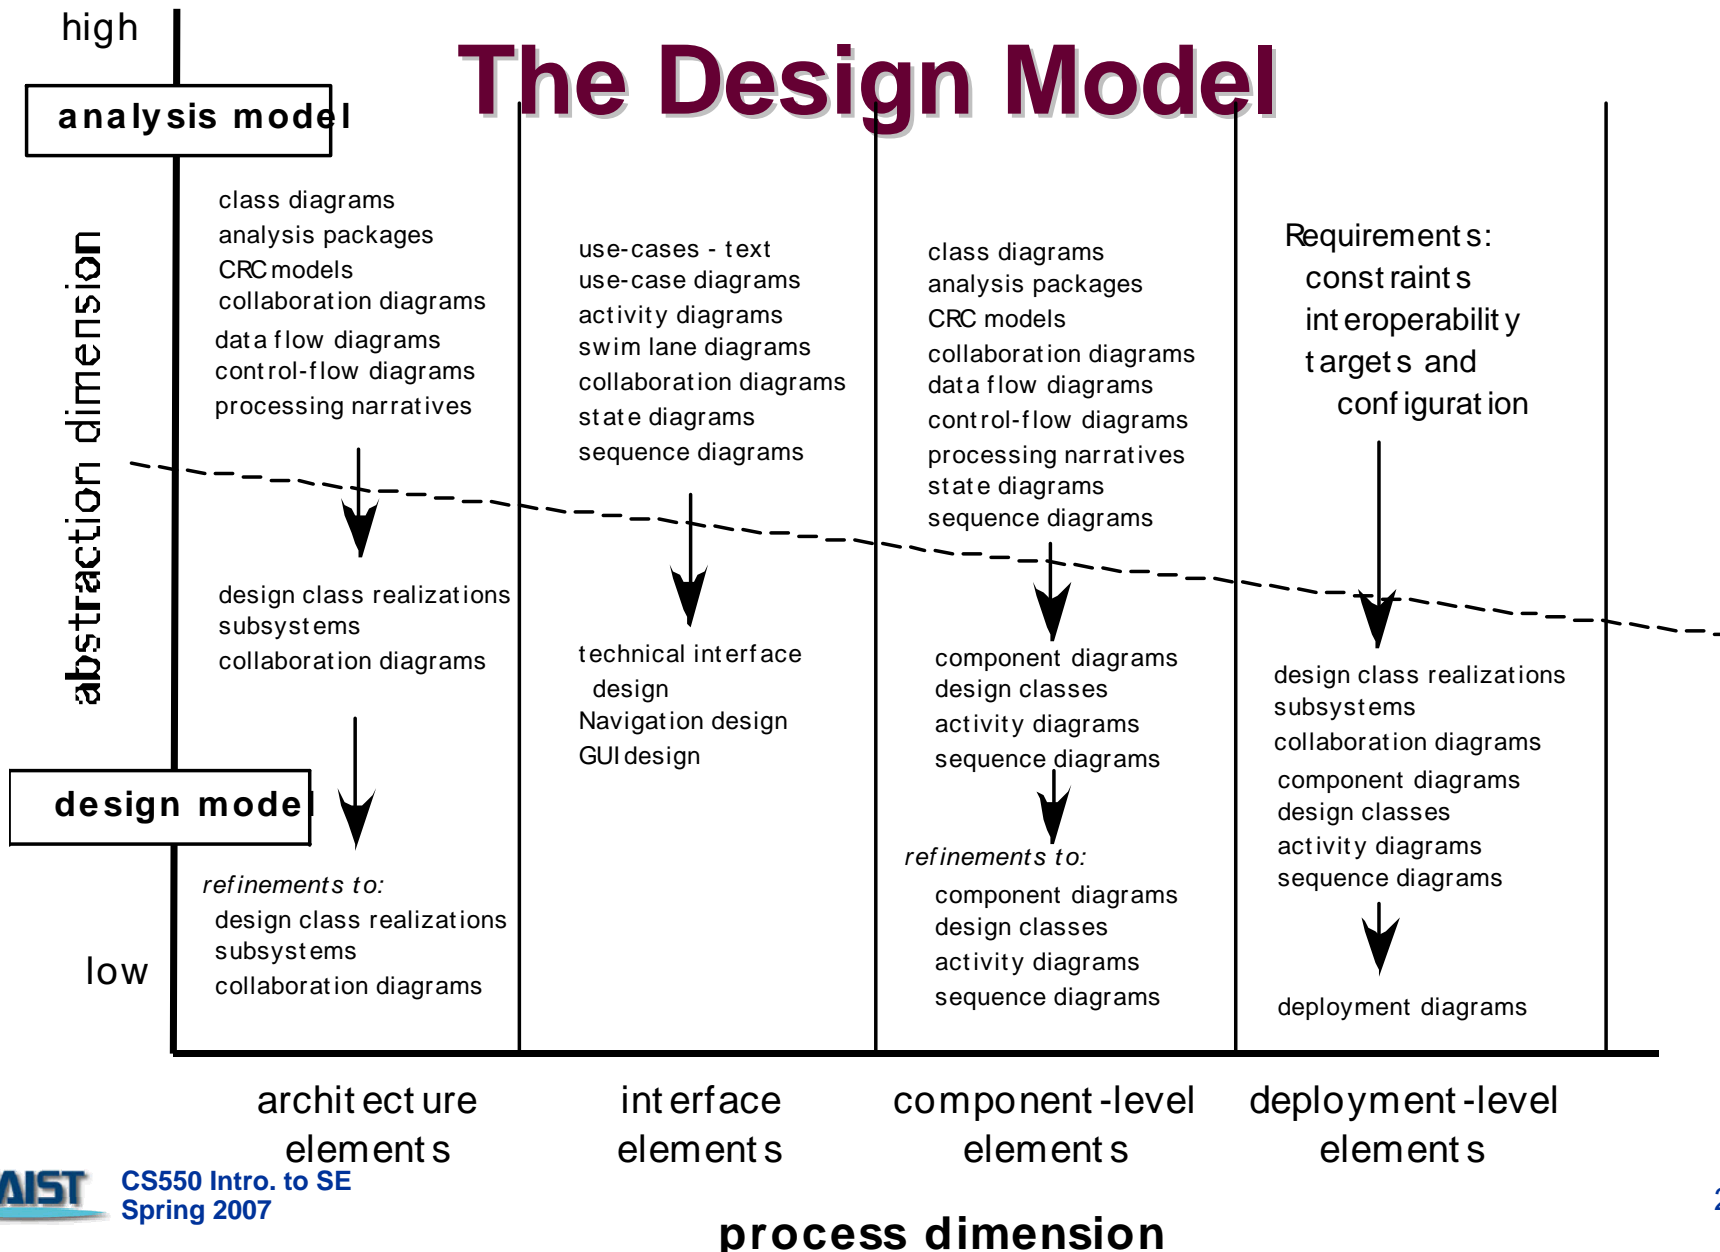 high
The Design Model
analysis model
abstraction dimension
class diagrams
analysis packages
CRC models
collaboration diagrams
data flow diagrams
control-flow diagrams
processing narratives
design class realizations
subsystems
collaboration diagrams
refinements to:
design class realizations
subsystems
collaboration diagrams
use-cases - text
use-case diagrams
activity diagrams
swim lane diagrams
collaboration diagrams
state diagrams
sequence diagrams
technical interface
design
Navigation design
GUI design
class diagrams
analysis packages
CRC models
collaboration diagrams
data flow diagrams
control-flow diagrams
processing narratives
state diagrams
sequence diagrams
component diagrams
design classes
activity diagrams
sequence diagrams
refinements to:
component diagrams
design classes
activity diagrams
sequence diagrams
Requirements:
constraints
interoperability
targets and
configuration
design class realizations
subsystems
collaboration diagrams
component diagrams
design classes
activity diagrams
sequence diagrams
deployment diagrams
design model
low
architecture
elements
interface
elements
component-level
elements
deployment-level
elements
AIST
CS550 Intro. to SE
Spring 2007
process dimension